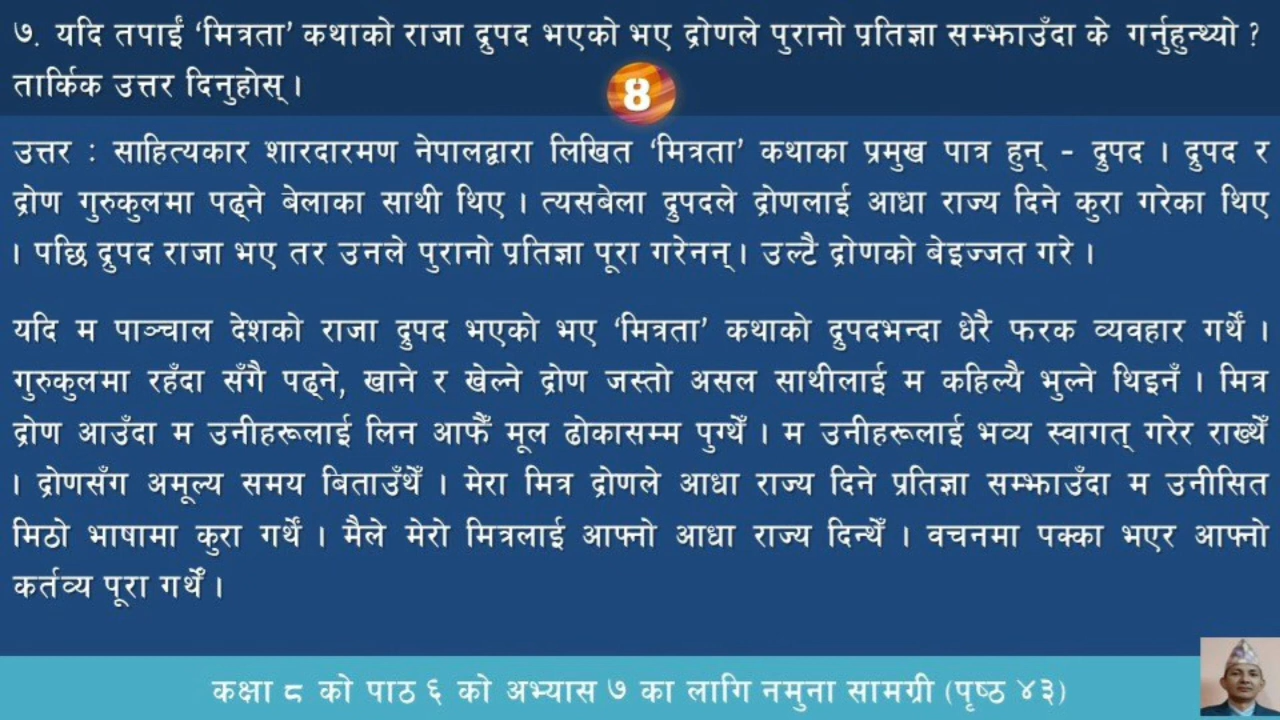 ७. यदि तपाईं ‘मित्रता’ कथाको राजा द्रुपद भएको भए द्रोणले पुरानो प्रतिज्ञा सम्झाउँदा के गर्नुहुन्थ्यो ?
तार्किक उत्तर दिनुहोस् ।
8
उत्तर : साहित्यकार शारदारमण नेपालद्वारा लिखित ‘मित्रता’ कथाका प्रमुख पात्र हुन् - द्रुपद । द्रुपद र
द्रोण गुरुकुलमा पढ्ने बेलाका साथी थिए । त्यसबेला द्रुपदले द्रोणलाई आधा राज्य दिने कुरा गरेका थिए
। पछि द्रुपद राजा भए तर उनले पुरानो प्रतिज्ञा पूरा गरेनन् । उल्टै द्रोणको बेइज्जत गरे ।
यदि म पाञ्चाल देशको राजा द्रुपद भएको भए ‘मित्रता’ कथाको द्रुपदभन्दा धेरै फरक व्यवहार गर्थें ।
गुरुकुलमा रहँदा सँगै पढ्ने, खाने र खेल्ने द्रोण जस्तो असल साथीलाई म कहिल्यै भुल्ने थिइनँ । मित्र
द्रोण आउँदा म उनीहरूलाई लिन आफैँ मूल ढोकासम्म पुग्थेँ । म उनीहरूलाई भव्य स्वागत् गरेर राख्थेँ
। द्रोणसँग अमूल्य समय बिताउँथेँ । मेरा मित्र द्रोणले आधा राज्य दिने प्रतिज्ञा सम्झाउँदा म उनीसित
मिठो भाषामा कुरा गर्थें । मैले मेरो मित्रलाई आफ्नो आधा राज्य दिन्थेँ । वचनमा पक्का भएर आफ्नो
कर्तव्य पूरा गर्थेँ ।
कक्षा ८ को पाठ ६ को अभ्यास ७ का लागि नमुना सामग्री (पृष्ठ ४३)